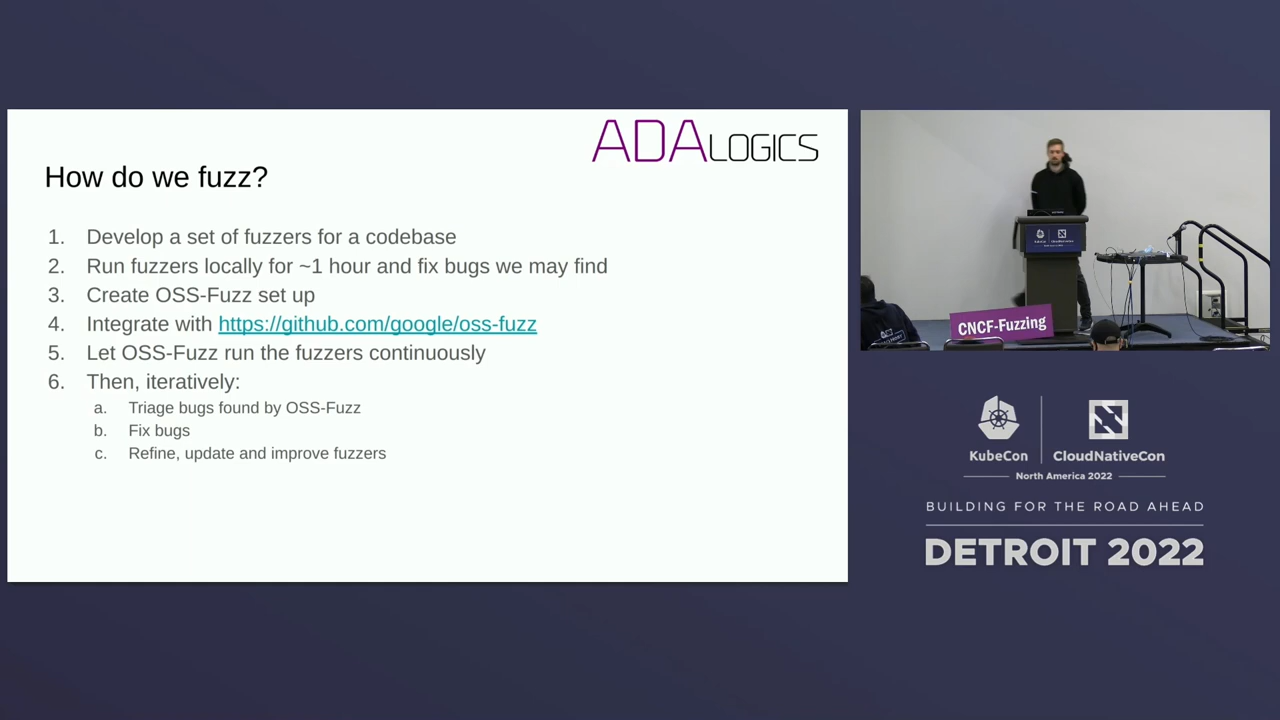 ADALOGICS
How do we fuzz?
1. Develop a set of fuzzers for a codebase
2. Run fuzzers locally for ~1 hour and fix bugs we may find
3. Create OSS-Fuzz set up
4. Integrate with https://github.com/google/oss-fuzz
5. Let OSS-Fuzz run the fuzzers continuously
6. Then, iteratively:
a. Triage bugs found by OSS-Fuzz
b. Fix bugs
c. Refine, update and improve fuzzers
CNCF-Fuzzing
KubeCon
CloudNativeCon
North America 2022
BUILDING FOR THE ROAD AHEAD
DETROIT 2022